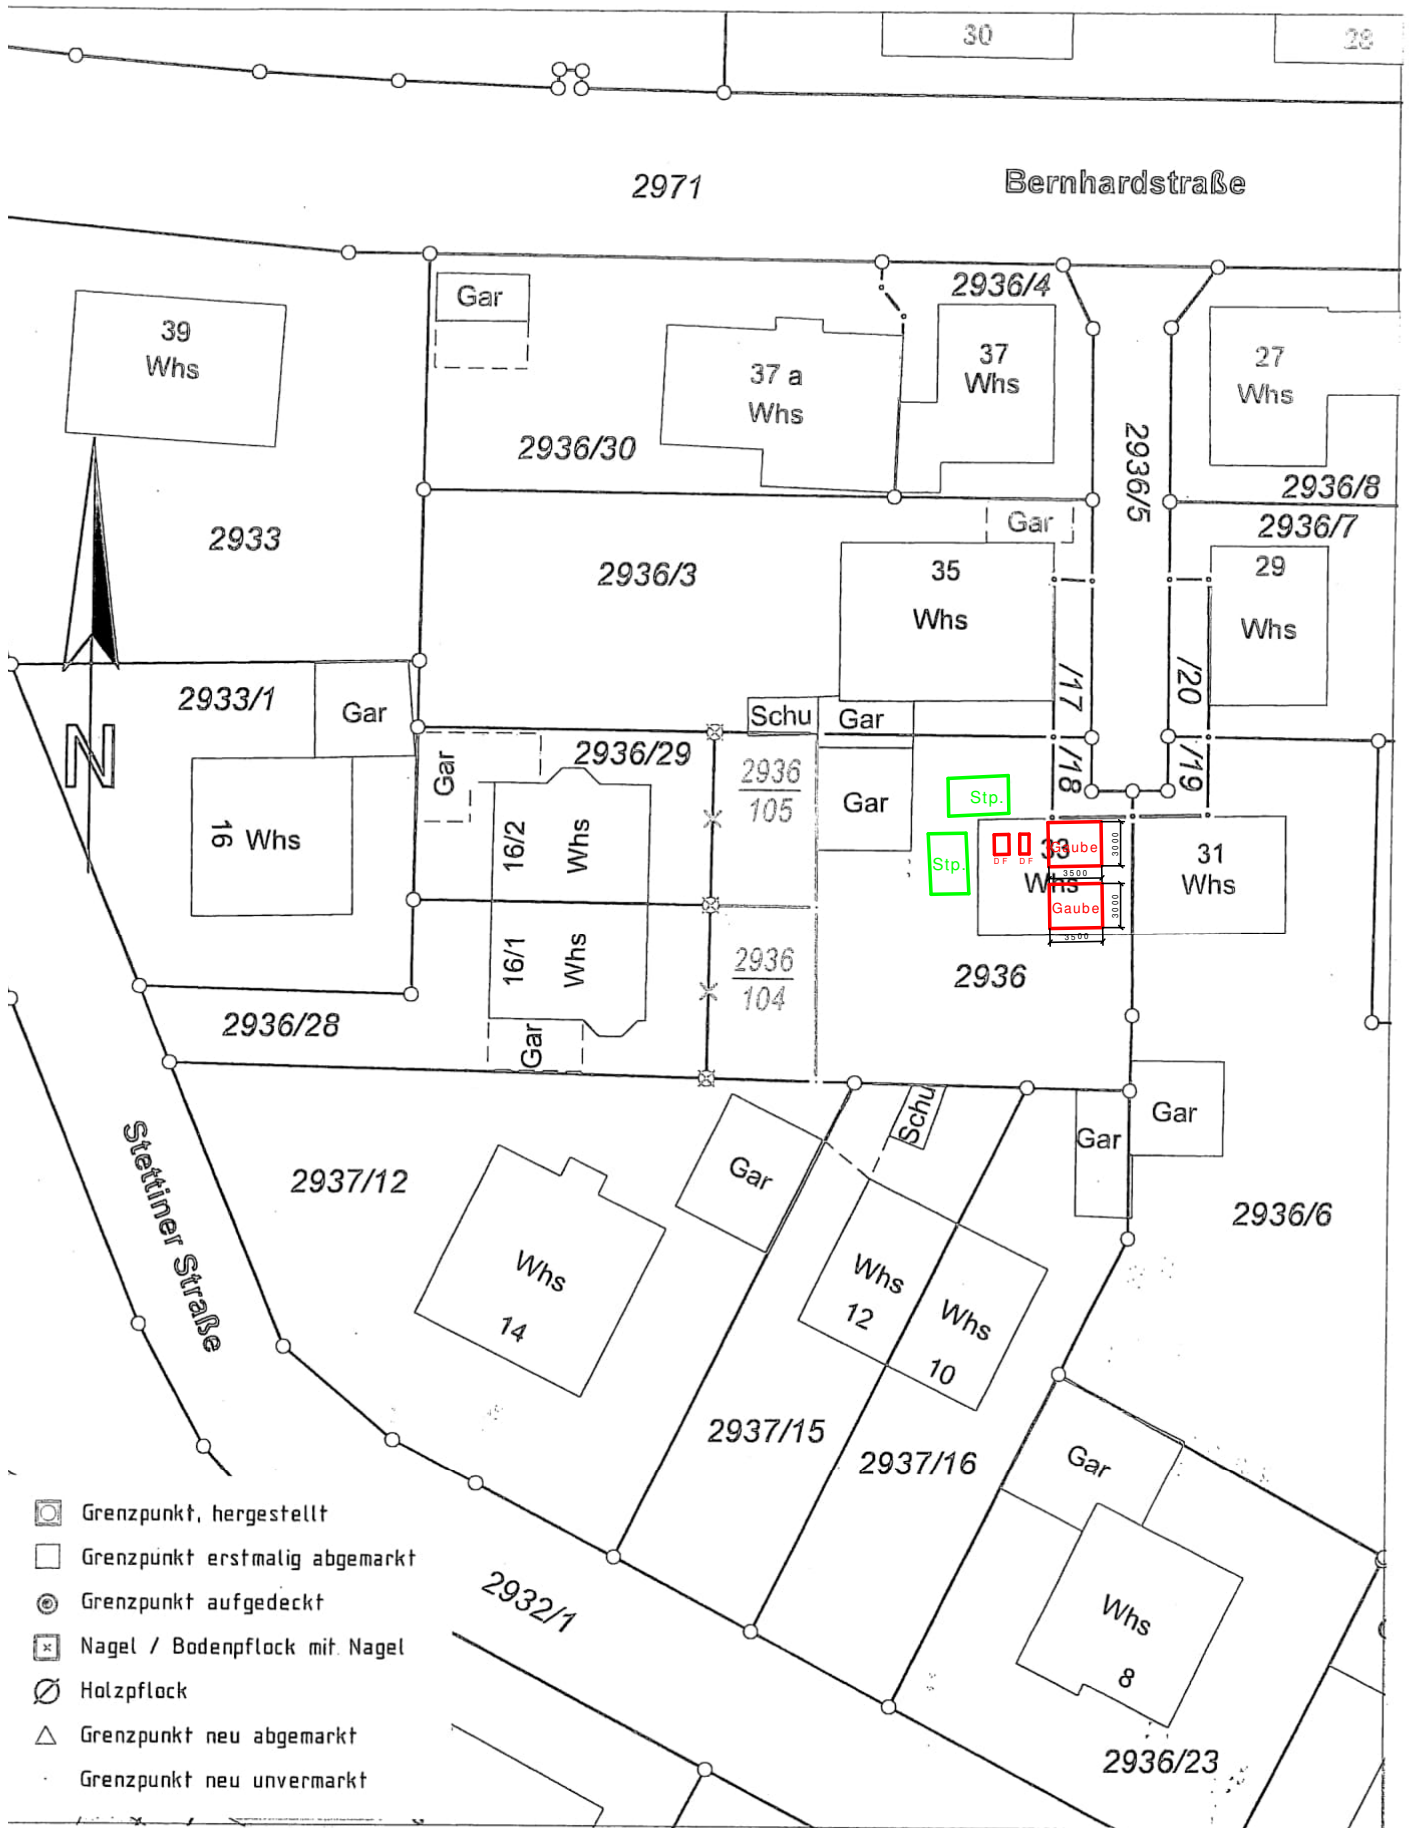 30
28
2971
Bernhardstraße
2936/4
Gar
39
Whs
37 a
Whs
37
Whs
27
Whs
2936/30
2936/5
2936/8
2936/7
2933
Gar
2936/3
35
Whs
29
Whs
2933/1
Gar
/17
/20
Schu
Gar
2936/29
Gar
2936
105
/18
/19
Gar
Stp.
16 Whs
16/2
Whs
Stp.
DF
DF
33
Whs
Gaube
3000
3500
31
Whs
Gaube
3000
3500
16/1
Whs
2936
104
2936
2936/28
Gar
Schu
Gar
Gar
Stettiner Straße
2937/12
Gar
2936/6
Whs
14
Whs
12
Whs
10
2937/15
2937/16
Gar
2932/1
Whs
8
2936/23
N
Grenzpunkt, hergestellt
Grenzpunkt erstmalig abgemarkt
Grenzpunkt aufgedeckt
Nagel / Bodenpflock mit Nagel
Holzpflock
Grenzpunkt neu abgemarkt
Grenzpunkt neu unvermarkt